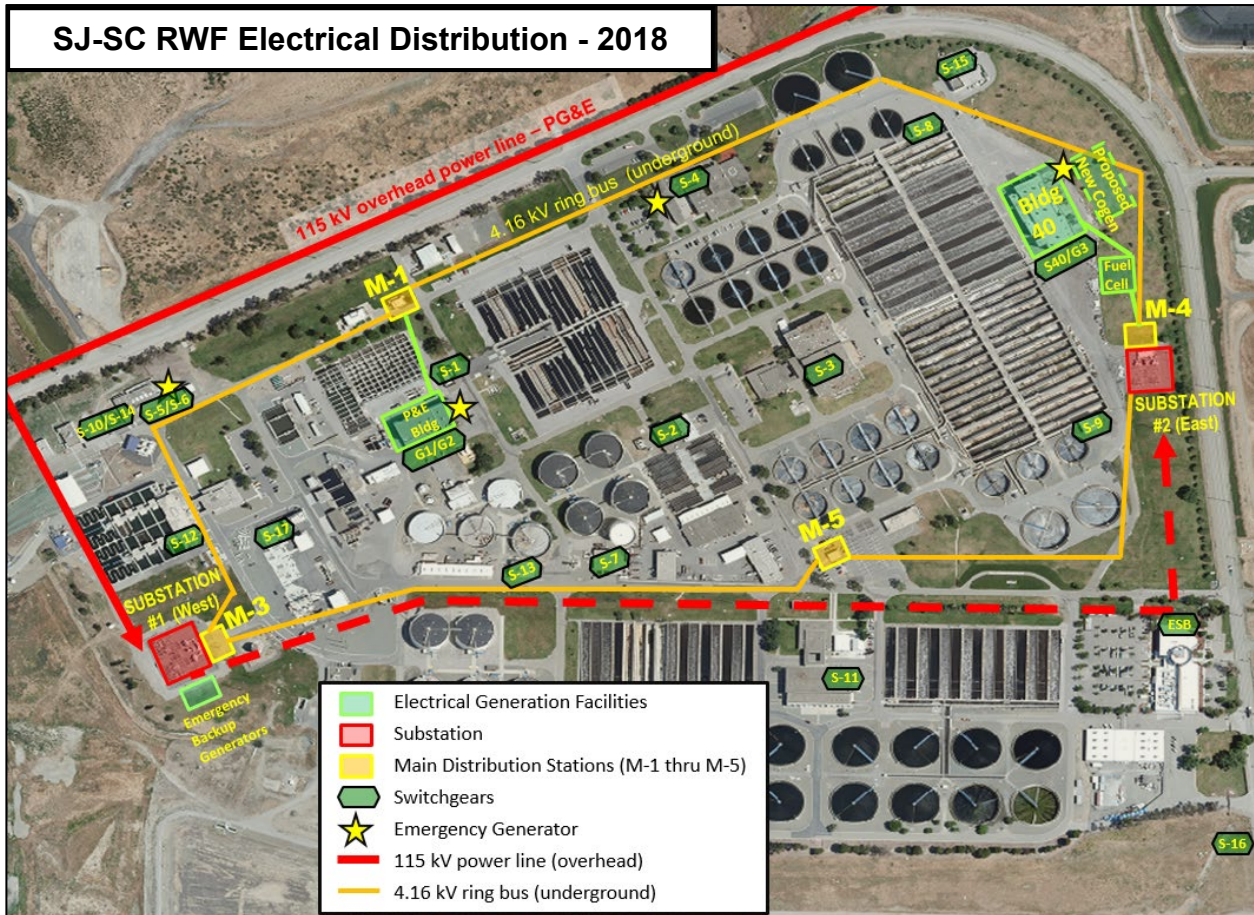 SJ-SC RWF Electrical Distribution - 2018
115 kV overhead power line – PG&E
4.16 kV ring bus (underground)
S-15
S-8
S-4
Proposed
New Cogen
Bldg
40
S40/G3
Fuel
Cell
M-1
M-4
S-1
S-3
P&E
Bldg
G1/G2
S-10/S-14
S-5/S-6
S-2
S-9
SUBSTATION
#2 (East)
S-12
S-17
M-5
S-13
S-7
SUBSTATION
#1 (West)
M-3
ESB
S-11
Emergency
Backup
Generators
Electrical Generation Facilities
Substation
Main Distribution Stations (M-1 thru M-5)
Switchgears
Emergency Generator
115 kV power line (overhead)
4.16 kV ring bus (underground)
S-16